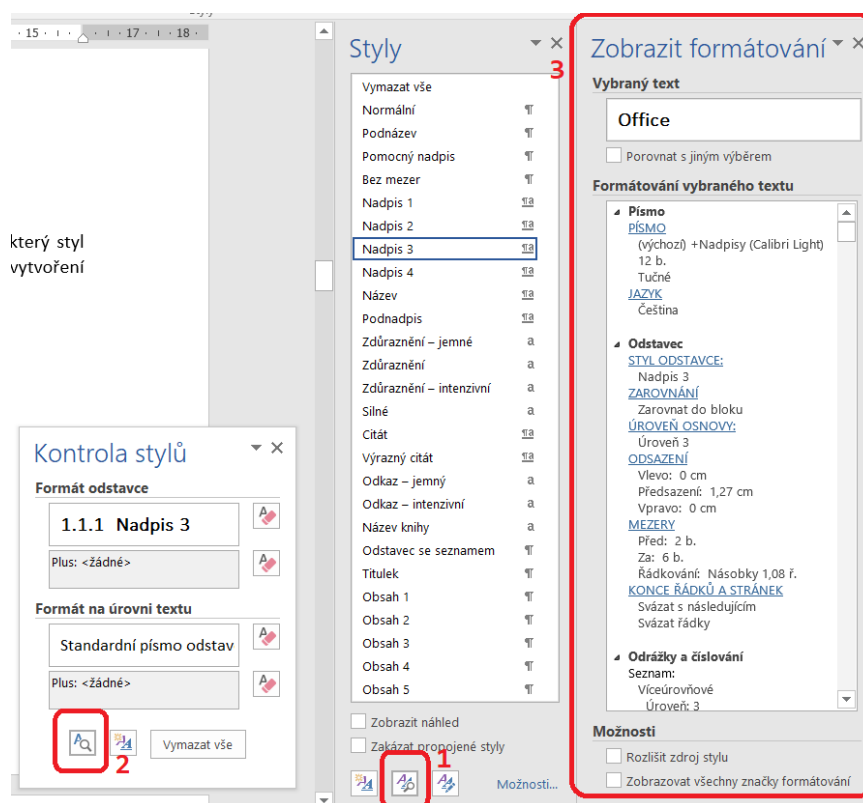 Styly
· 15 · ı · · ı · 17 · ı · 18 ·
který styl
vytvoření
Kontrola stylů
Formát odstavce
1.1.1 Nadpis 3
Plus: <žádné>
Formát na úrovni textu
Standardní písmo odstav
Plus: <žádné>
2
Vymazat vše
Styly
3
Vymazat vše
Normální ¶
Podnázev ¶
Pomocný nadpis ¶
Bez mezer ¶
Nadpis 1 ¶a
Nadpis 2 ¶a
Nadpis 3 ¶a
Nadpis 4 ¶a
Název ¶a
Podnadpis ¶a
Zdůraznění – jemné a
Zdůraznění a
Zdůraznění – intenzivní a
Silné a
Citát ¶a
Výrazný citát ¶a
Odkaz – jemný a
Odkaz – intenzivní a
Název knihy a
Odstavec se seznamem ¶
Titulek ¶
Obsah 1 ¶
Obsah 2 ¶
Obsah 3 ¶
Obsah 4 ¶
Obsah 5 ¶
Zobrazit náhled
Zakázat propojené styly
1
Možnosti...
Zobrazit formátování
Vybraný text
Office
Porovnat s jiným výběrem
Formátování vybraného textu
Písmo
PÍSMO
(výchozí) +Nadpisy (Calibri Light)
12 b.
Tučné
JAZYK
Čeština
Odstavec
STYL ODSTAVCE:
Nadpis 3
ZAROVNÁNÍ
Zarovnat do bloku
ÚROVEŇ OSNOVY:
Úroveň 3
ODSAZENÍ
Vlevo: 0 cm
Předsazení: 1,27 cm
Vpravo: 0 cm
MEZERY
Před: 2 b.
Za: 6 b.
Řádkování: Násobky 1,08 ř.
KONCE ŘÁDKŮ A STRÁNEK
Svázat s následujícím
Svázat řádky
Odrážky a číslování
Seznam:
Víceúrovňové
Úroveň: 3
Možnosti
Rozlišit zdroj stylu
Zobrazovat všechny značky formátování